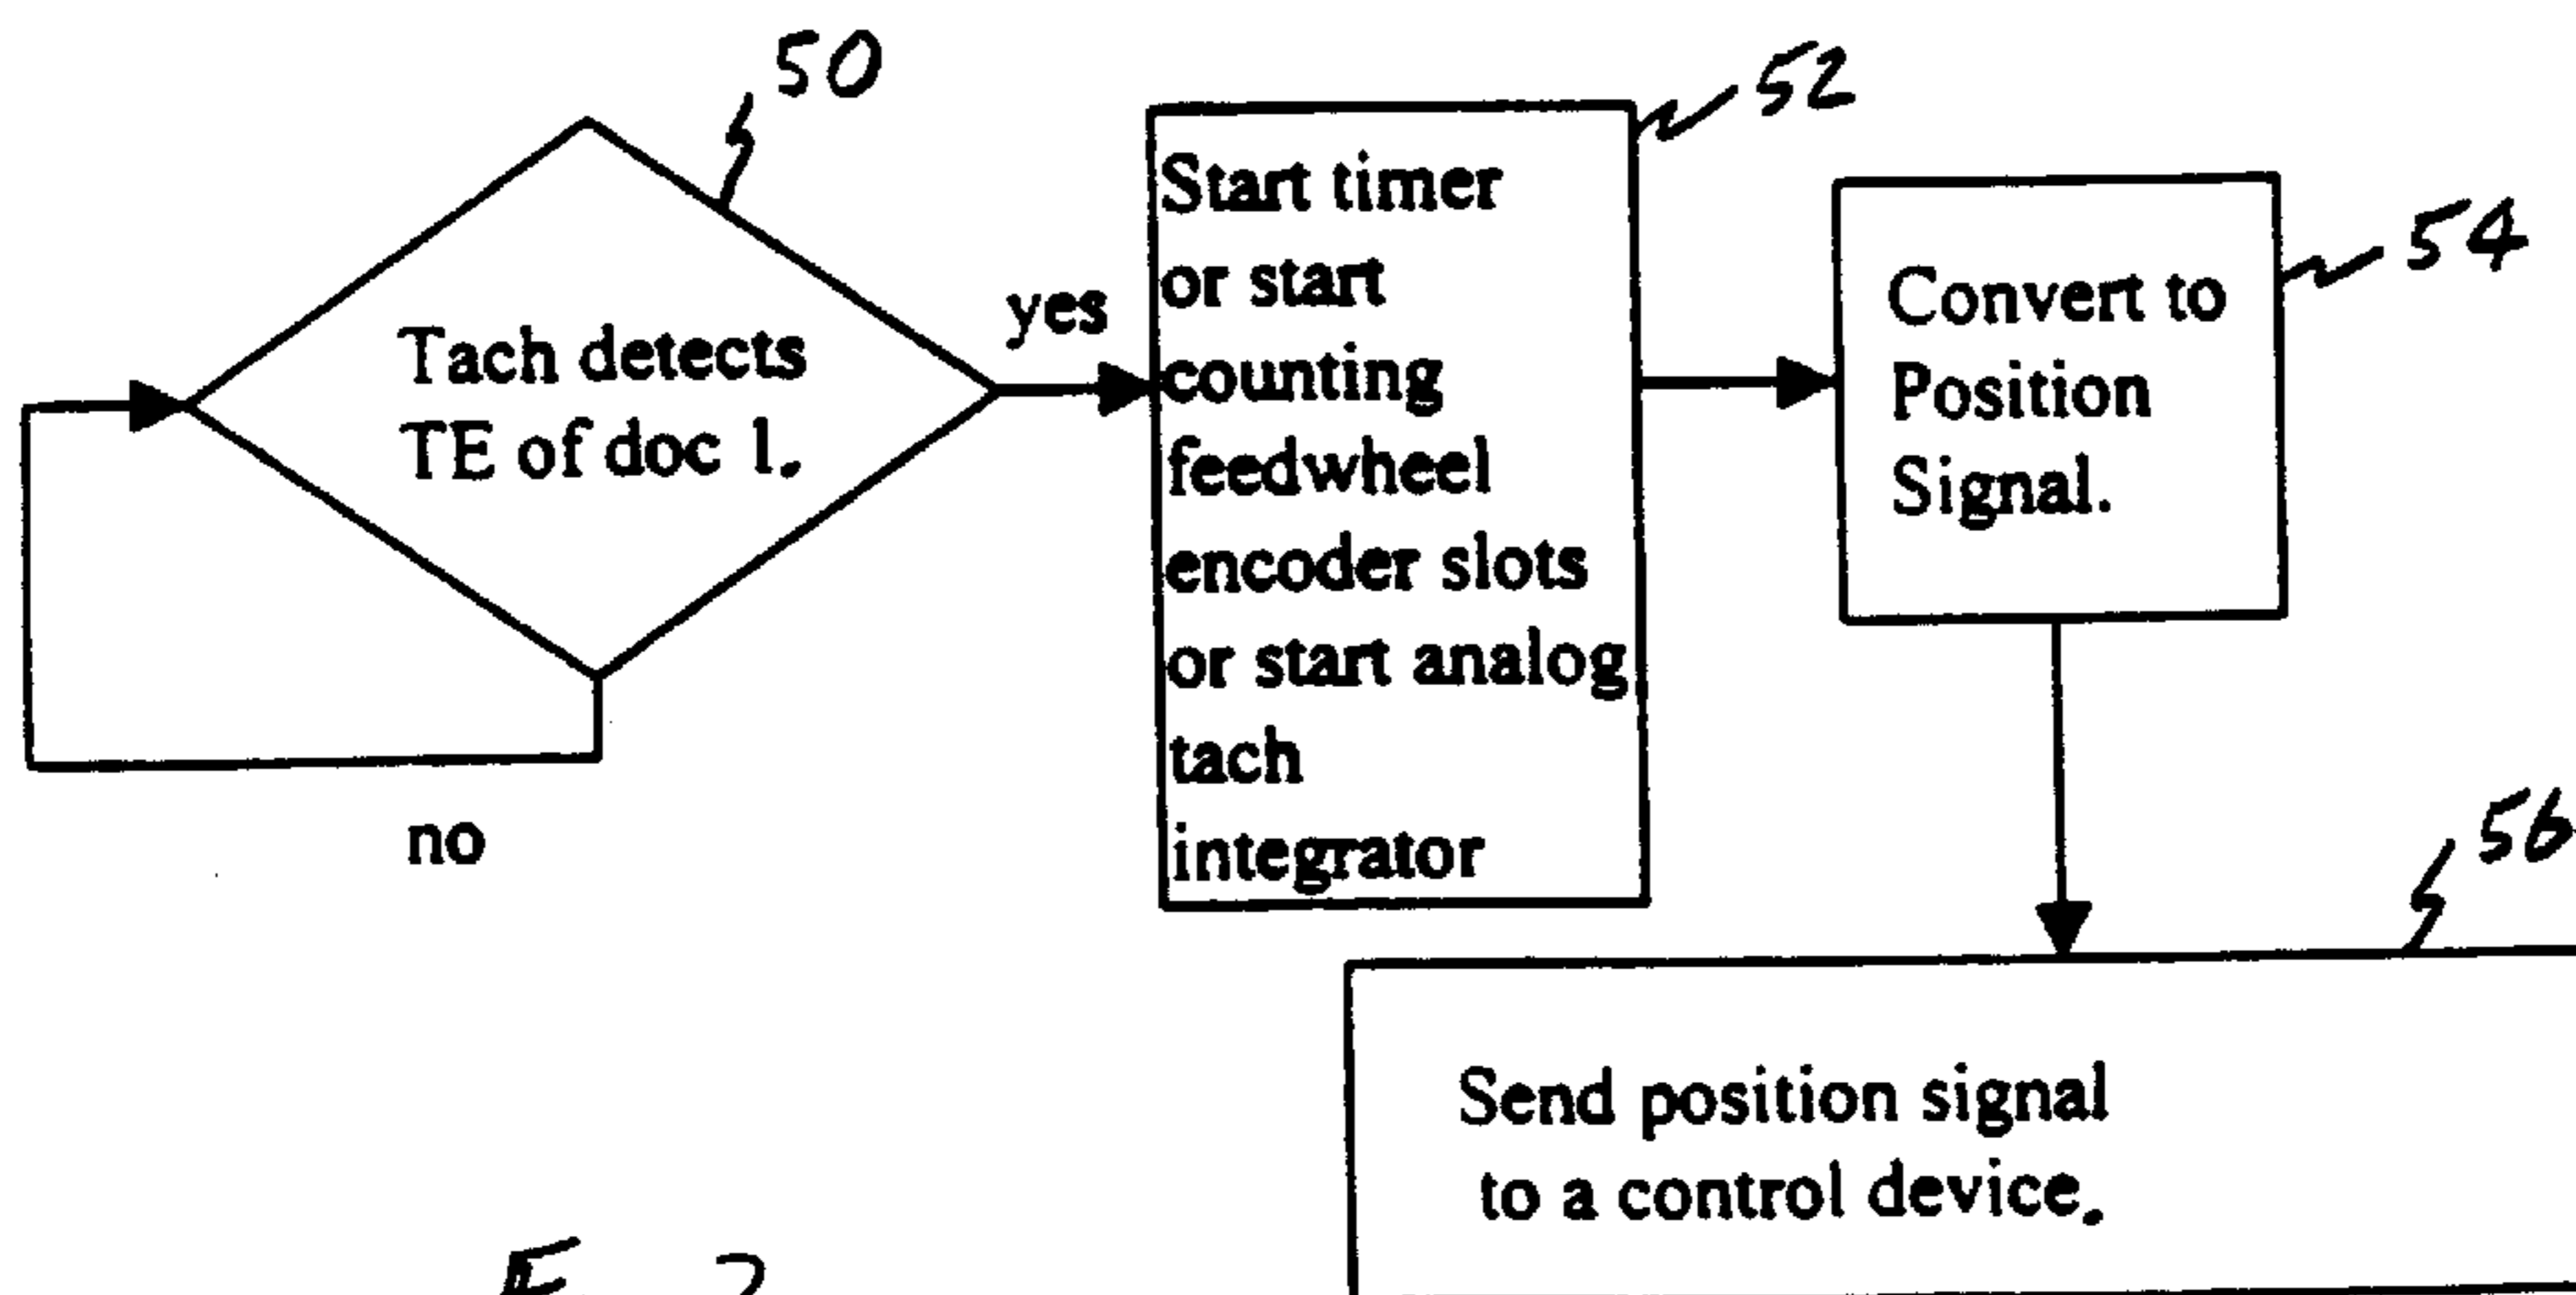 50
Tach detects
TE of doc 1.
yes
no
52
Start timer
or start
counting
feedwheel
encoder slots
or start analog
tach
integrator
54
Convert to
Position
Signal.
56
Send position signal
to a control device.